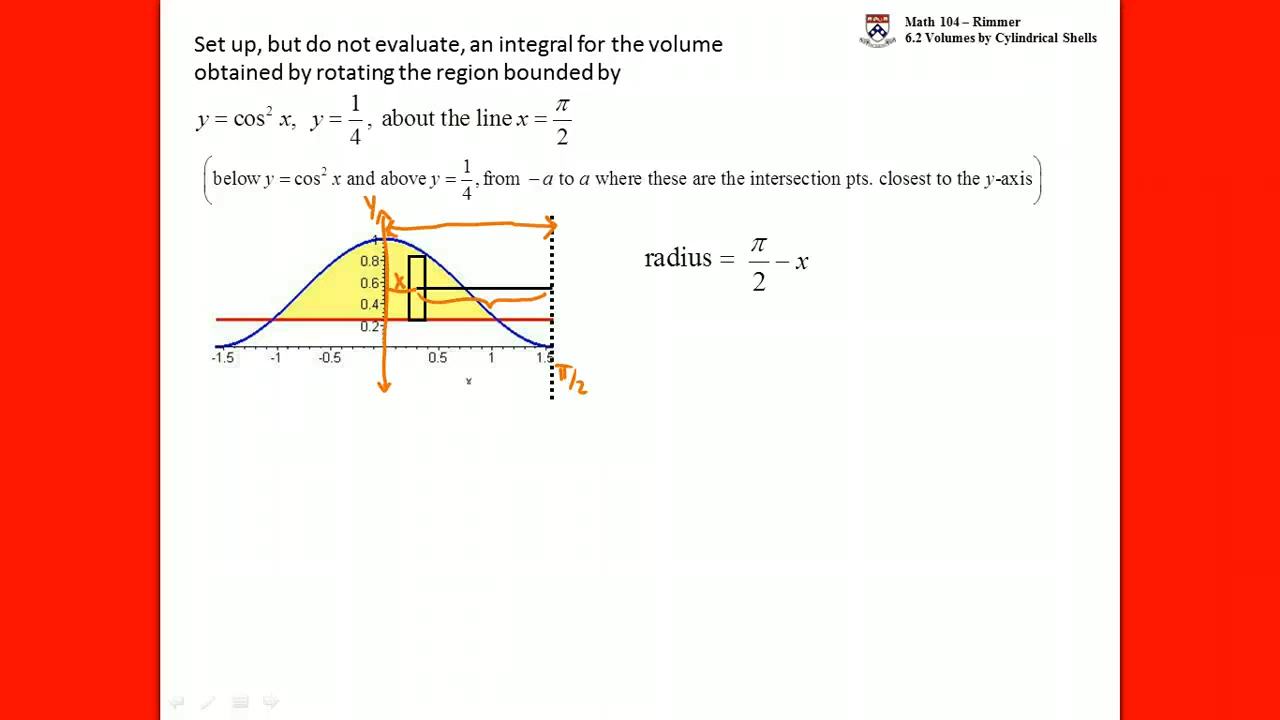 Math 104 – Rimmer
6.2 Volumes by Cylindrical Shells
Set up, but do not evaluate, an integral for the volume
obtained by rotating the region bounded by
y = cos² x, y = 1/4, about the line x = π/2
(below y = cos² x and above y = 1/4, from − a to a where these are the intersection pts. closest to the y-axis)
y
1
0.8
x
0.6
0.4
0.2
-1.5 -1 -0.5 0.5 1 1.5
π/2
x
radius = π/2 − x